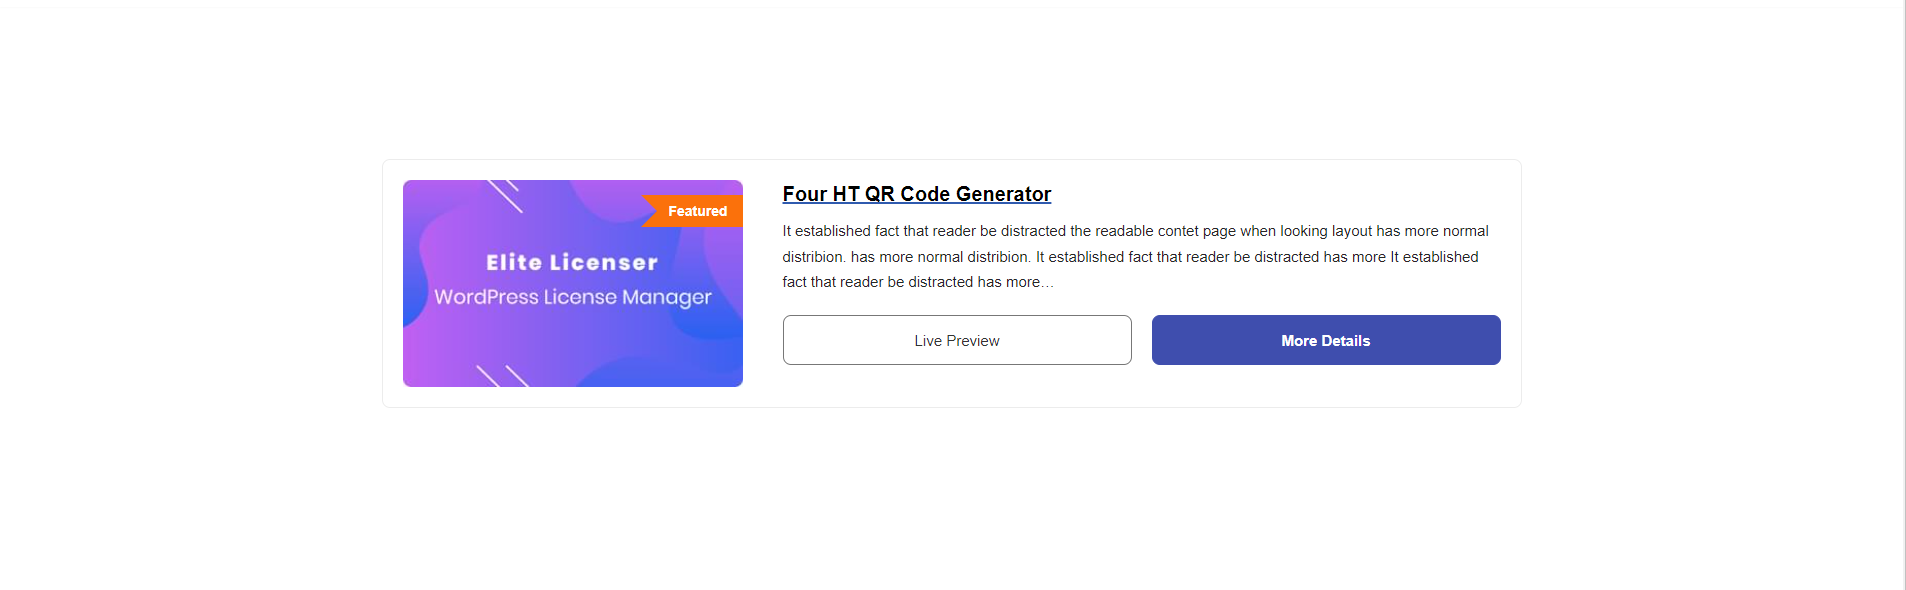 Featured
Elite Licenser
WordPress License Manager
Four HT QR Code Generator
It established fact that reader be distracted the readable contet page when looking layout has more normal
distribion. has more normal distribion. It established fact that reader be distracted has more It established
fact that reader be distracted has more…
Live Preview
More Details